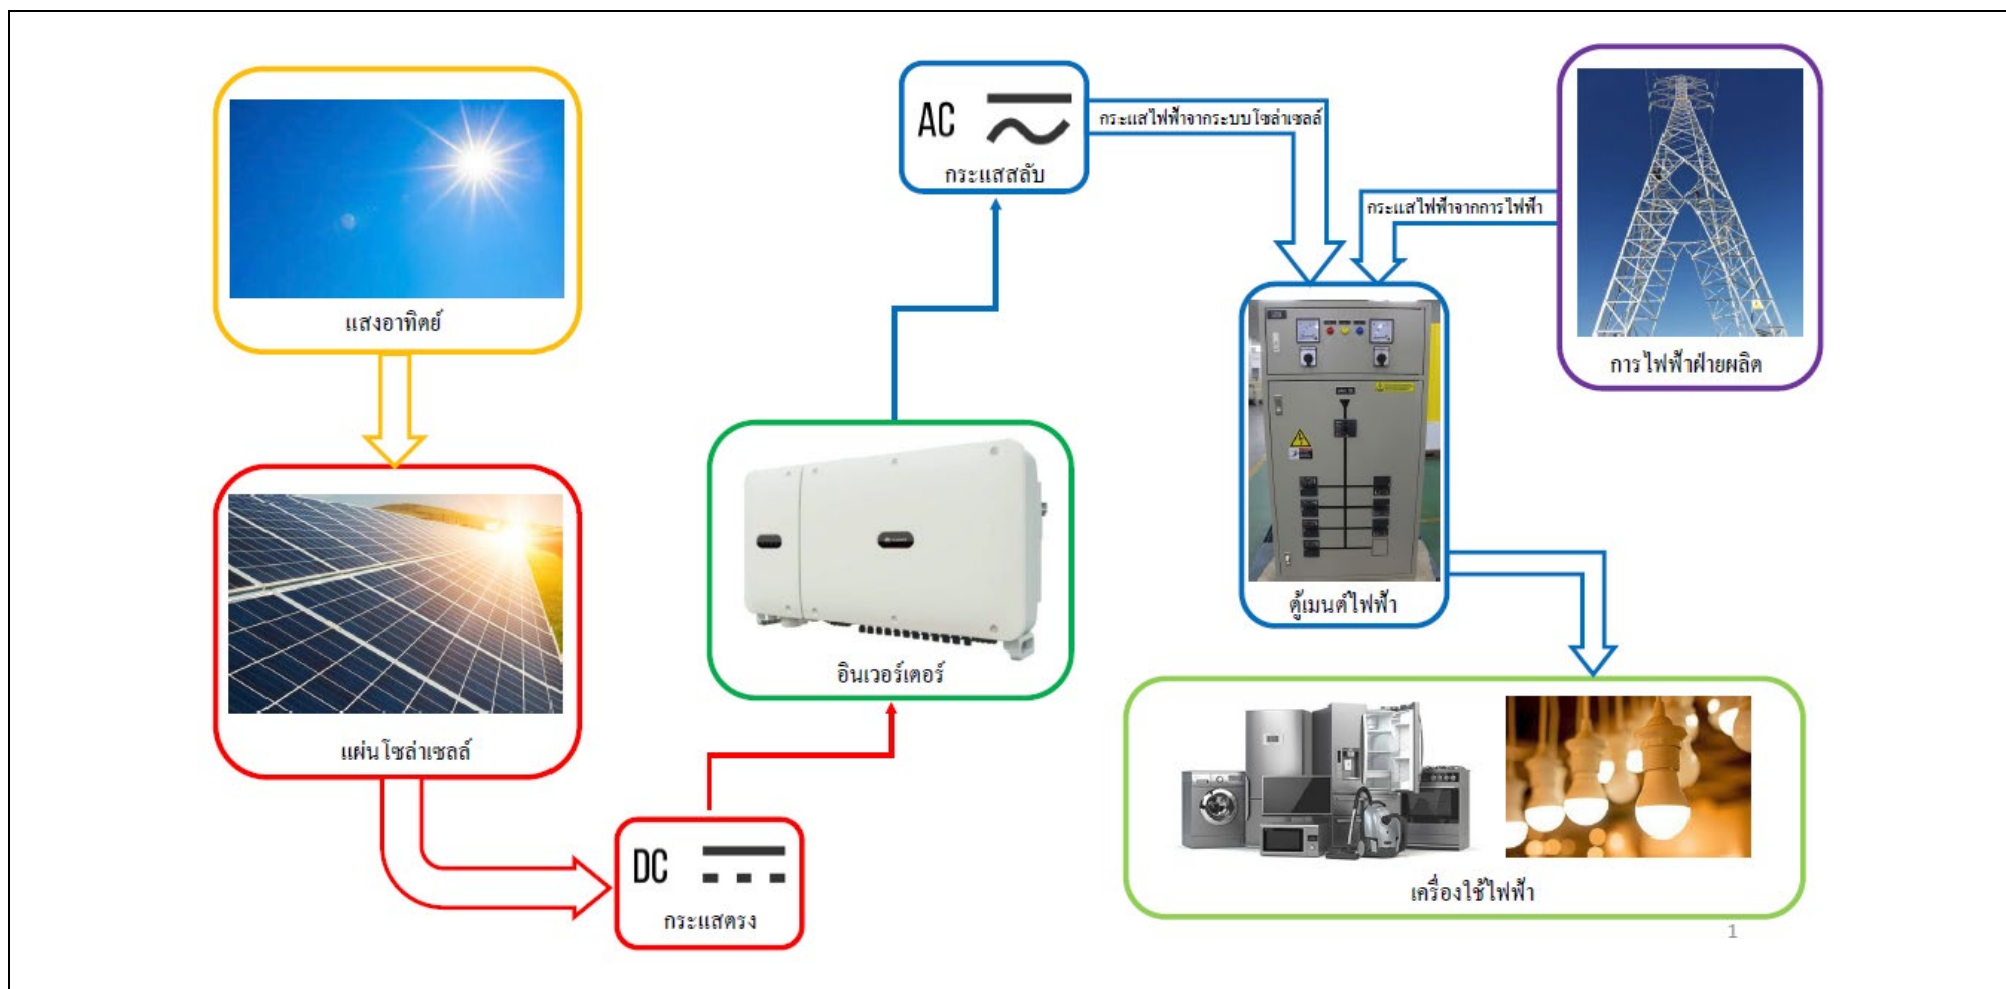 แสงอาทิตย์
แผ่นโซล่าเซลล์
DC
กระแสตรง
อินเวอร์เตอร์
AC
กระแสสลับ
กระแสไฟฟ้าจากระบบโซล่าเซลล์
กระแสไฟฟ้าจากการไฟฟ้า
การไฟฟ้าฝ่ายผลิต
ตู้เมนต์ไฟฟ้า
เครื่องใช้ไฟฟ้า
1